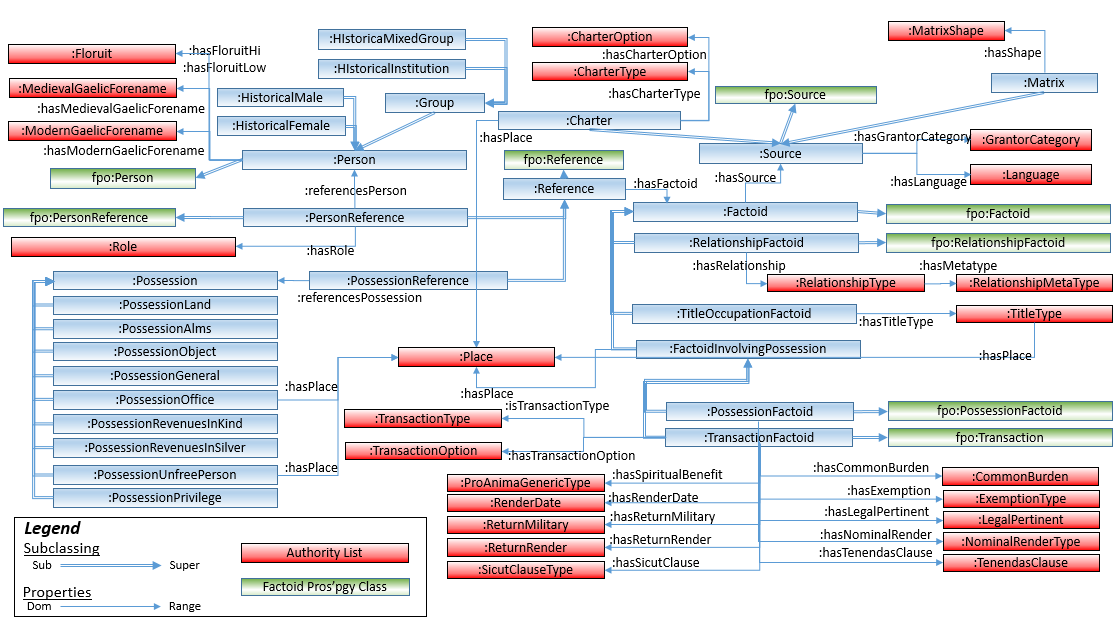 :HIstoricaMixedGroup
:CharterOption
:MatrixShape
:Floruit
:hasFloruitHi
:hasCharterOption
:hasShape
:HIstoricalInstitution
:CharterType
:hasFloruitLow
:MedievalGaelicForename
:hasCharterType
fpo:Source
:Matrix
:HistoricalMale
:Group
:hasMedievalGaelicForename
:Charter
:HistoricalFemale
:ModernGaelicForename
:hasPlace
:hasGrantorCategory
:GrantorCategory
:hasModernGaelicForename
:Person
fpo:Reference
:Source
fpo:Person
:hasSource
:hasLanguage
:Language
:referencesPerson
:Reference
:hasFactoid
fpo:PersonReference
:PersonReference
:Factoid
fpo:Factoid
:Role
:hasRole
:RelationshipFactoid
fpo:RelationshipFactoid
:hasRelationship
:hasMetatype
:Possession
:PossessionReference
:RelationshipType
:RelationshipMetaType
:referencesPossession
:PossessionLand
:TitleOccupationFactoid
:hasTitleType
:TitleType
:PossessionAlms
:PossessionObject
:Place
:FactoidInvolvingPossession
:hasPlace
:PossessionGeneral
:hasPlace
:hasPlace
:PossessionOffice
:isTransactionType
:PossessionRevenuesInKind
:TransactionType
:PossessionFactoid
fpo:PossessionFactoid
:PossessionRevenuesInSilver
:TransactionOption
:hasTransactionOption
:TransactionFactoid
fpo:Transaction
:PossessionUnfreePerson
:hasPlace
:PossessionPrivilege
:ProAnimaGenericType
:hasSpiritualBenefit
:hasCommonBurden
:CommonBurden
:RenderDate
:hasRenderDate
:hasExemption
:ExemptionType
:ReturnMilitary
:hasReturnMilitary
:hasLegalPertinent
:LegalPertinent
:ReturnRender
:hasReturnRender
:hasNominalRender
:NominalRenderType
:SicutClauseType
:hasSicutClause
:hasTenendasClause
:TenendasClause
Legend
Subclassing
Sub
Super
Authority List
Properties
Dom
Range
Factoid Pros'pgy Class